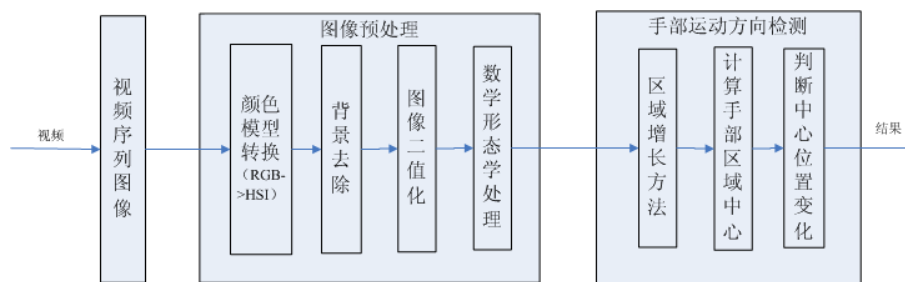 视频
视频序列图像
图像预处理
颜色
模型
转换
（RGB-
>HSI）
背景去除
图像二值化
数学形态学处理
手部运动方向检测
区域增长方法
计算手部区域中心
判断中心位置变化
结果